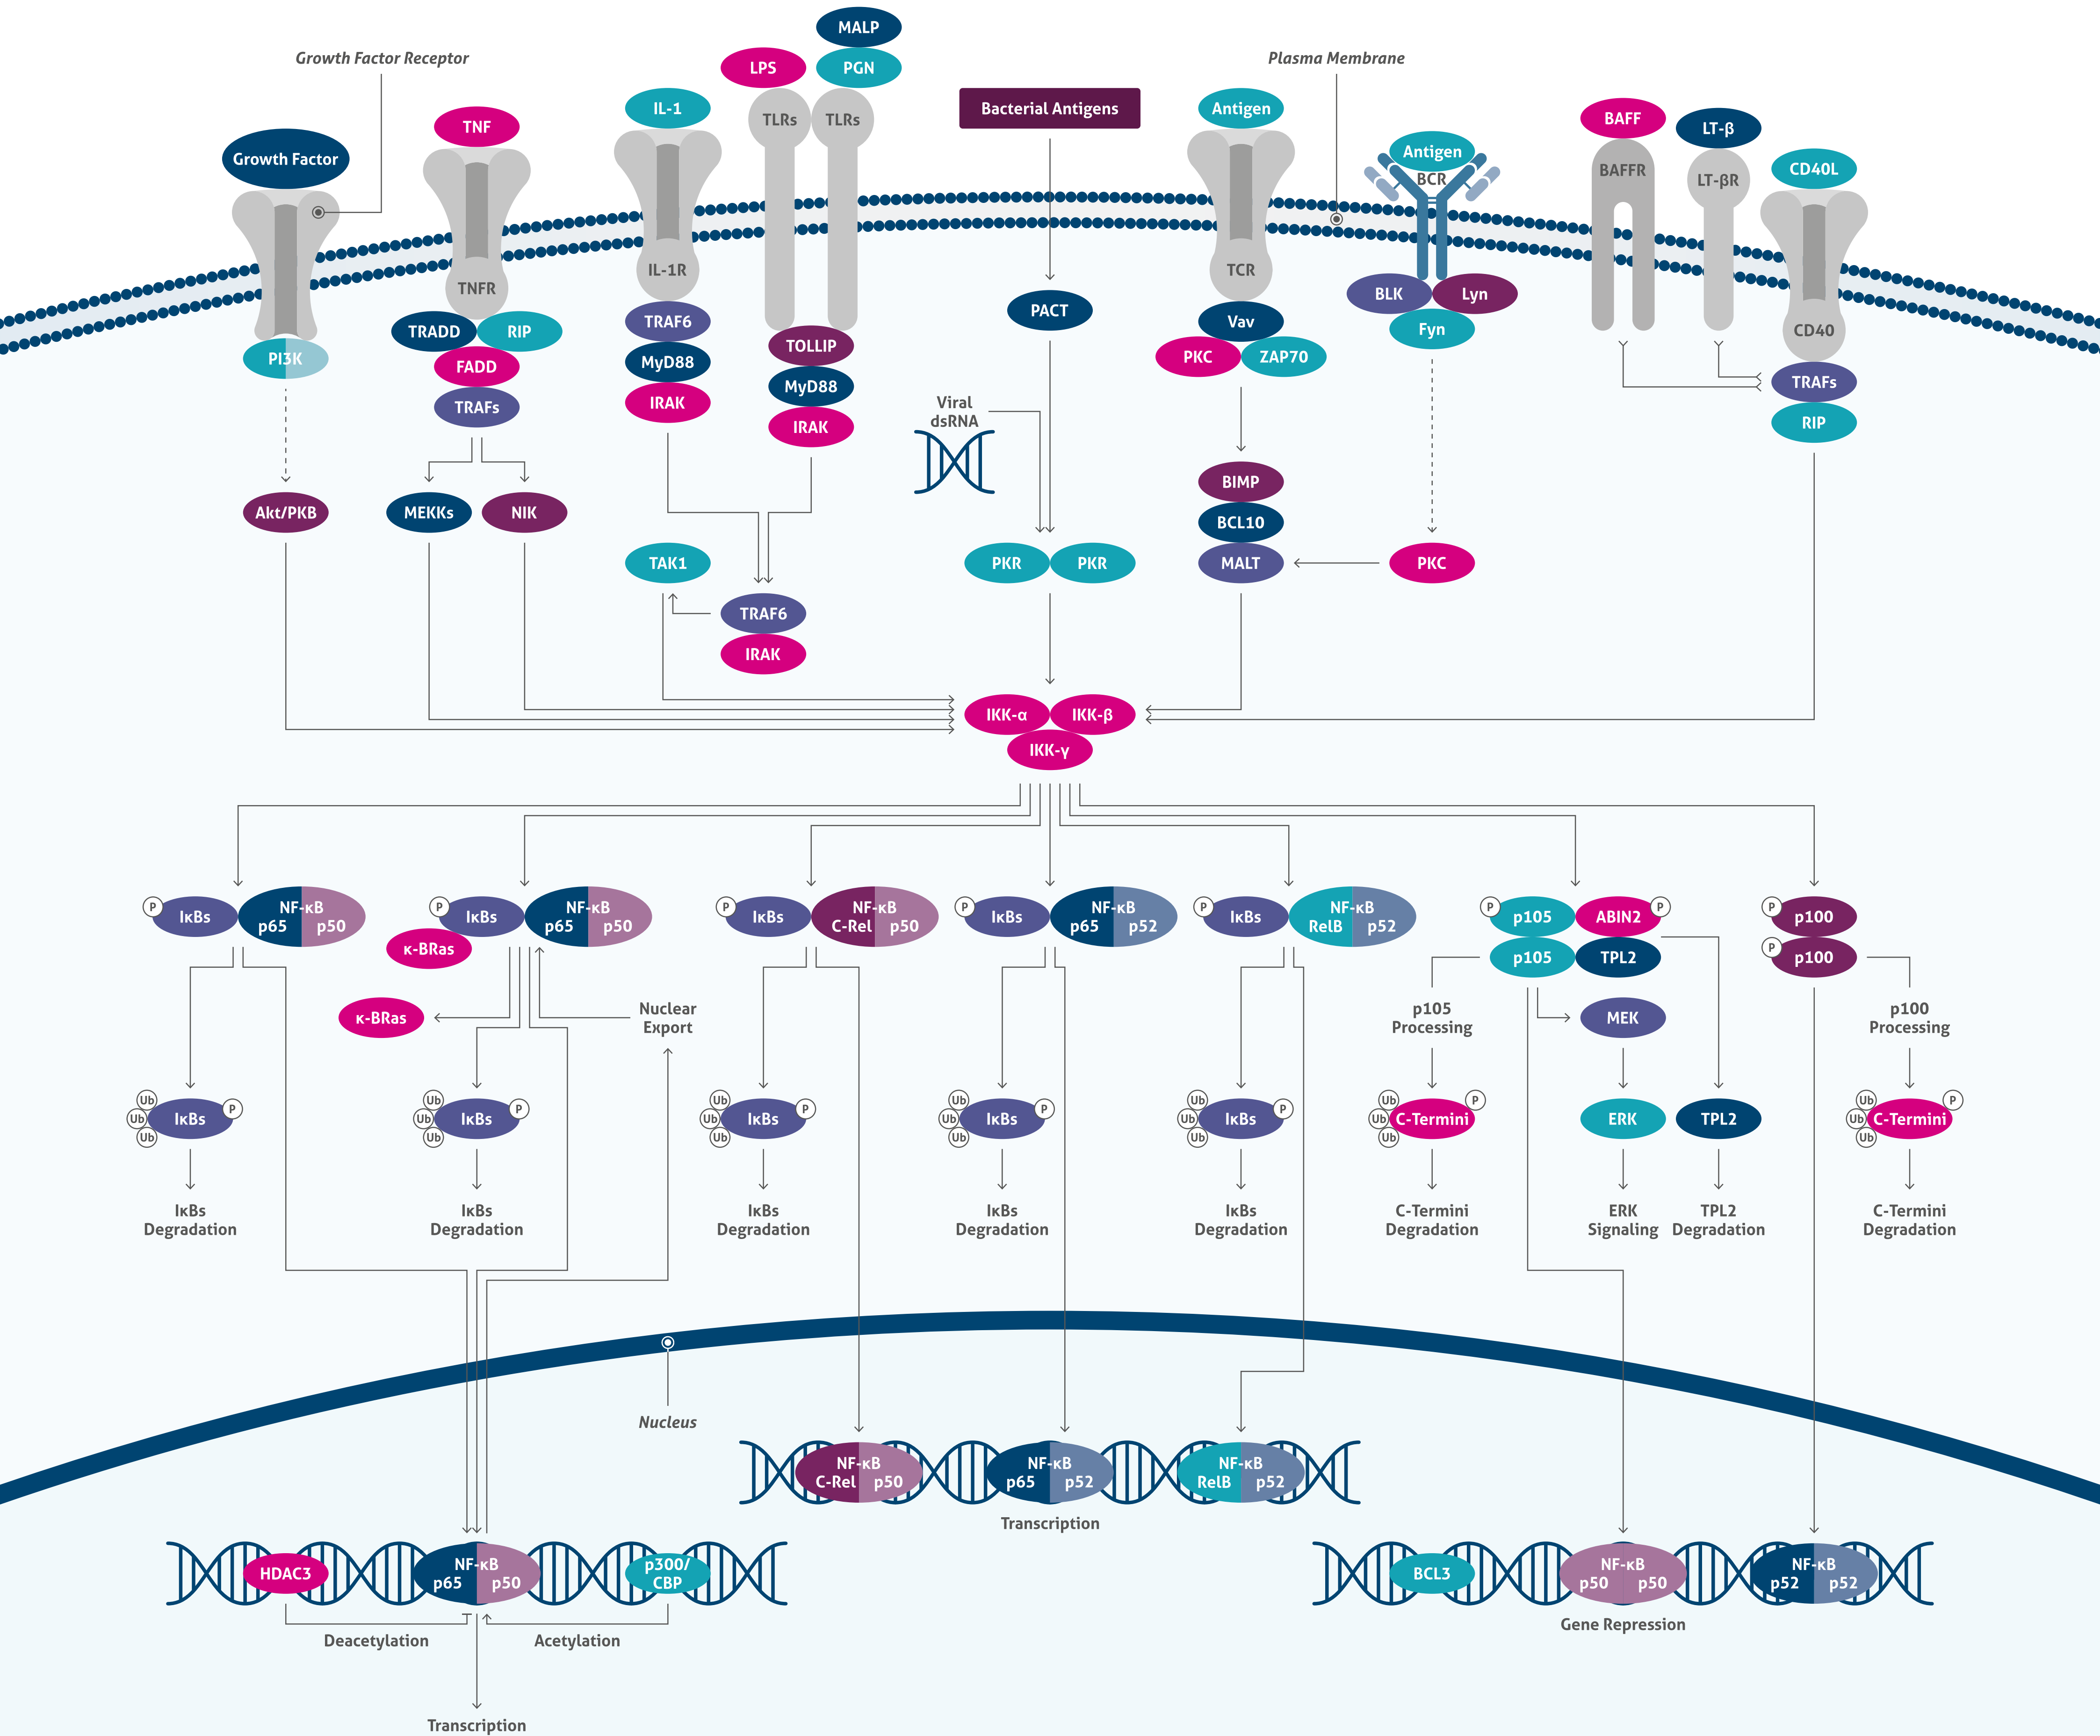 MALP
Growth Factor Receptor
Plasma Membrane
LPS
PGN
IL-1
Bacterial Antigens
Antigen
BAFF
LT-β
TNF
TLRs
TLRs
Growth Factor
Antigen
BCR
CD40L
BAFFR
LT-βR
IL-1R
TCR
TNFR
BLK
Lyn
PACT
TRADD
RIP
TRAF6
Vav
Fyn
CD40
PI3K
FADD
MyD88
TOLLIP
PKC
ZAP70
TRAFs
TRAFs
IRAK
MyD88
Viral
dsRNA
RIP
IRAK
BIMP
Akt/PKB
MEKKs
NIK
BCL10
TAK1
PKR
PKR
MALT
PKC
TRAF6
IRAK
IKK-α
IKK-β
IKK-γ
P
IκBs
NF-κB
p65
p50
P
IκBs
NF-κB
p65
p50
κ-BRas
P
IκBs
NF-κB
C-Rel
p50
P
IκBs
NF-κB
p65
p52
P
IκBs
NF-κB
RelB
p52
P
p105
ABIN2
P
p105
TPL2
P
p100
P
p100
κ-BRas
Nuclear
Export
p105
Processing
MEK
p100
Processing
Ub
Ub
Ub
IκBs
P
Ub
Ub
Ub
IκBs
P
Ub
Ub
Ub
IκBs
P
Ub
Ub
Ub
IκBs
P
Ub
Ub
Ub
IκBs
P
Ub
Ub
Ub
C-Termini
P
ERK
TPL2
Ub
Ub
Ub
C-Termini
P
IκBs
Degradation
IκBs
Degradation
IκBs
Degradation
IκBs
Degradation
IκBs
Degradation
C-Termini
Degradation
ERK
Signaling
TPL2
Degradation
C-Termini
Degradation
Nucleus
NF-κB
C-Rel
p50
NF-κB
p65
p52
NF-κB
RelB
p52
Transcription
HDAC3
NF-κB
p65
p50
p300/
CBP
BCL3
NF-κB
p50
p50
NF-κB
p52
p52
Gene Repression
Deacetylation
Acetylation
Transcription